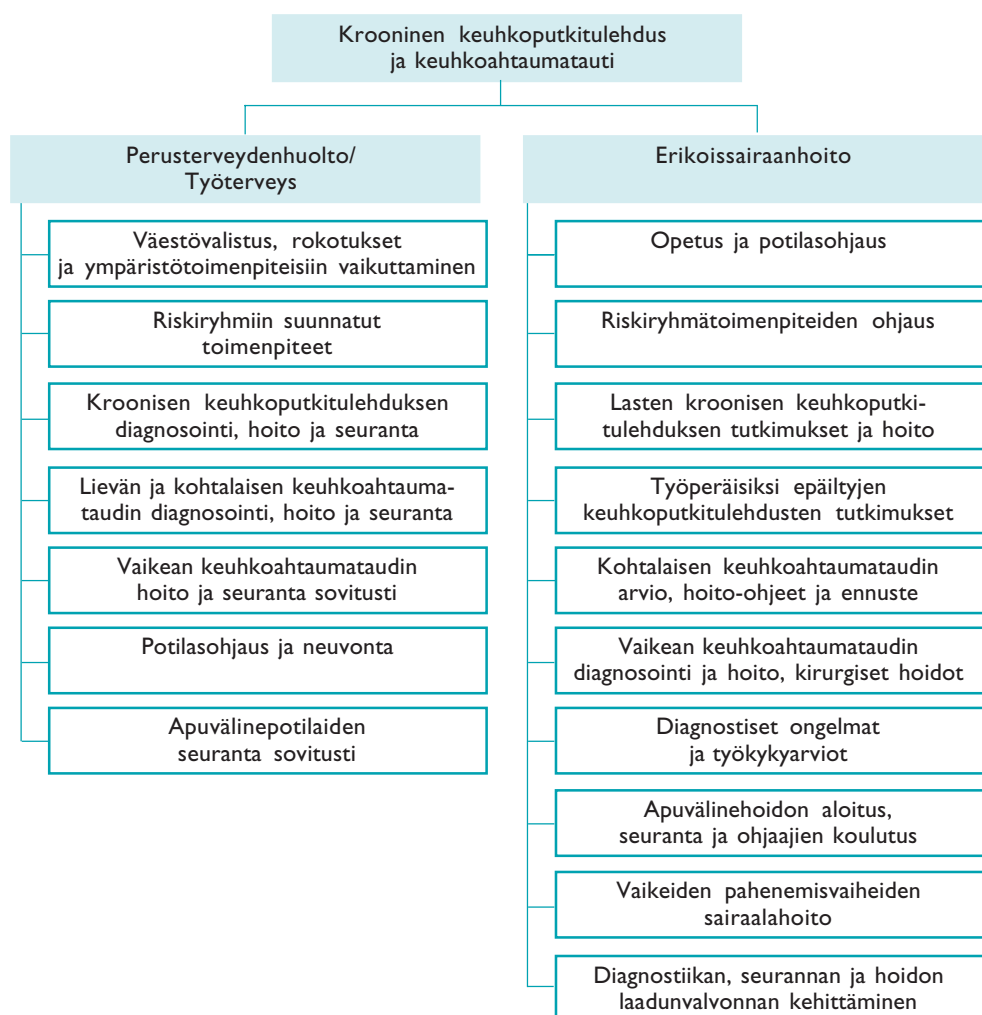 Krooninen keuhkoputkitulehdus
ja keuhkoahtaumatauti
Perusterveydenhuolto/
Työterveys
Väestövalistus, rokotukset
ja ympäristötoimenpiteisiin vaikuttaminen
Riskiryhmiin suunnatut
toimenpiteet
Kroonisen keuhkoputkitulehduksen
diagnosointi, hoito ja seuranta
Lievän ja kohtalaisen keuhkoahtauma-
taudin diagnosointi, hoito ja seuranta
Vaikean keuhkoahtaumataudin
hoito ja seuranta sovitusti
Potilasohjaus ja neuvonta
Apuvälinepotilaiden
seuranta sovitusti
Erikoissairaanhoito
Opetus ja potilasohjaus
Riskiryhmätoimenpiteiden ohjaus
Lasten kroonisen keuhkoputki-
tulehduksen tutkimukset ja hoito
Työperäisiksi epäiltyjen
keuhkoputkitulehdusten tutkimukset
Kohtalaisen keuhkoahtaumataudin
arvio, hoito-ohjeet ja ennuste
Vaikean keuhkoahtaumataudin
diagnosointi ja hoito, kirurgiset hoidot
Diagnostiset ongelmat
ja työkykyarviot
Apuvälinehoidon aloitus,
seuranta ja ohjaajien koulutus
Vaikeiden pahenemisvaiheiden
sairaalahoito
Diagnostiikan, seurannan ja hoidon
laadunvalvonnan kehittäminen